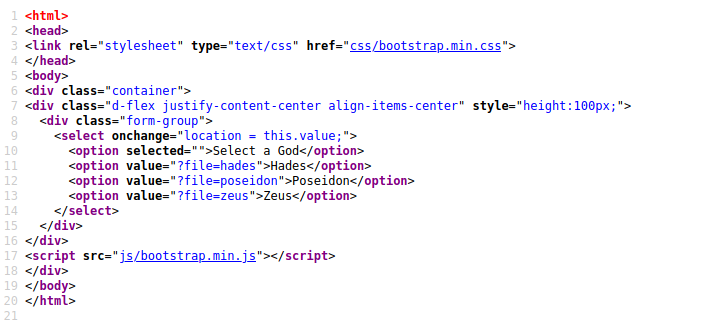 1 <html>
2 <head>
3 <link rel="stylesheet" type="text/css" href="css/bootstrap.min.css">
4 </head>
5 <body>
6 <div class="container">
7 <div class="d-flex justify-content-center align-items-center" style="height:100px;">
8   <div class="form-group">
9     <select onchange="location = this.value;">
10       <option selected="">Select a God</option>
11       <option value="?file=hades">Hades</option>
12       <option value="?file=poseidon">Poseidon</option>
13       <option value="?file=zeus">Zeus</option>
14     </select>
15   </div>
16 </div>
17 <script src="js/bootstrap.min.js"></script>
18 </div>
19 </body>
20 </html>
21